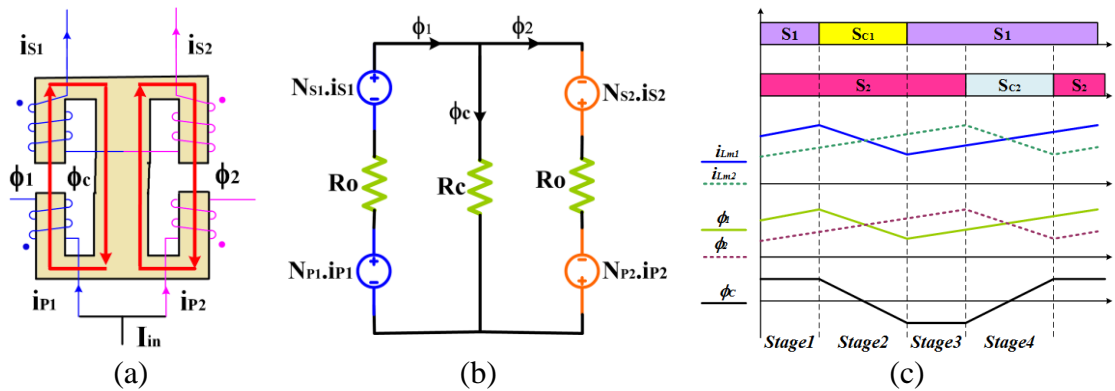 iS1
iS2
ϕ1
ϕc
ϕ2
iP1
iP2
Iin
(a)
ϕ1
ϕ2
NS1.iS1
NS2.iS2
ϕc
Ro
Rc
Ro
NP1.iP1
NP2.iP2
(b)
S1
SC1
S1
S2
SC2
S2
iLm1
iLm2
ϕ1
ϕ2
ϕC
Stage1
Stage2
Stage3
Stage4
(c)